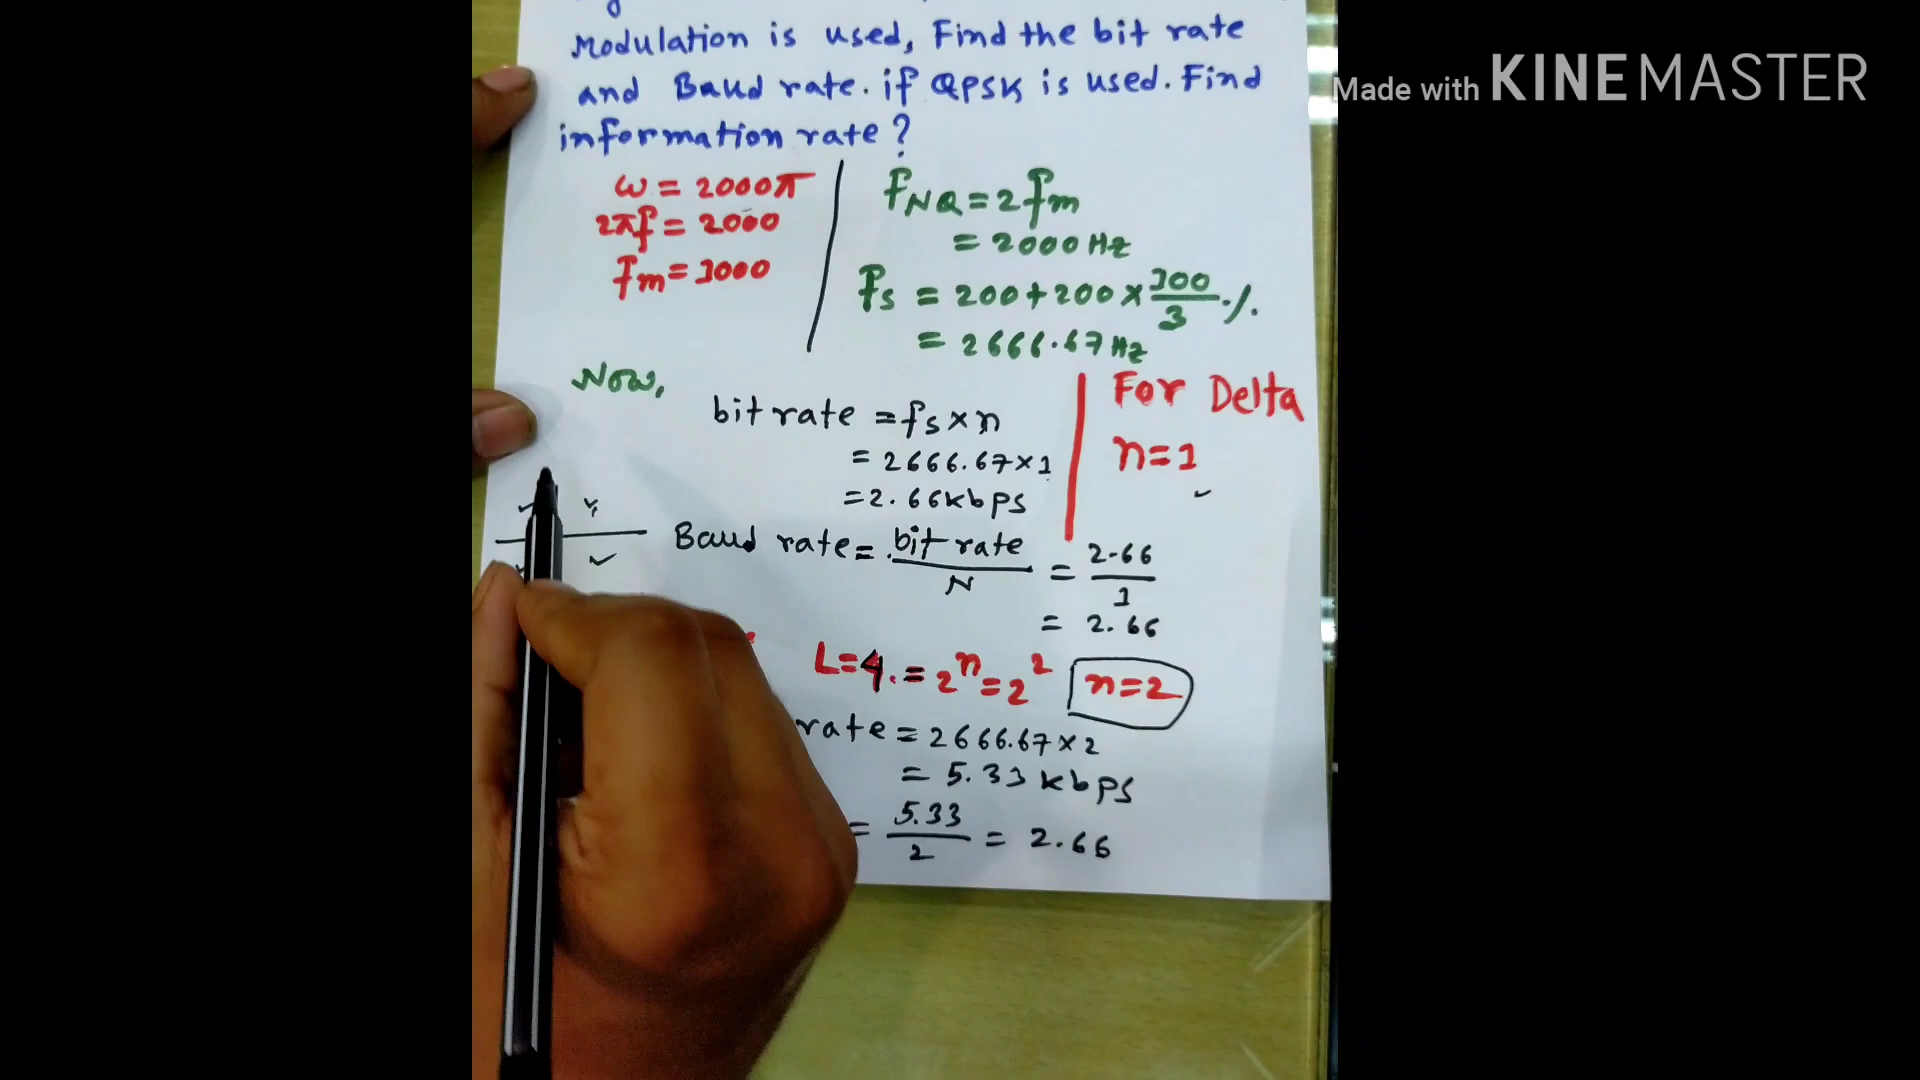 Modulation is used, Find the bit rate
and Baud rate. if QPSK is used. Find
information rate?
ω = 2000π
2πf = 2000
fm = 1000
fNQ = 2fm
= 2000 Hz
fs = 200 + 200 × 100/3 %.
= 2666.67 Hz
Now,
bit rate = fs × n
= 2666.67 × 1
= 2.66 kbps
For Delta
n = 1
Baud rate = bit rate / N = 2.66 / 1
= 2.66
L = 4. = 2^n = 2^2
n = 2
rate = 2666.67 × 2
= 5.33 kbps
= 5.33 / 2 = 2.66
Made with KINEMASTER